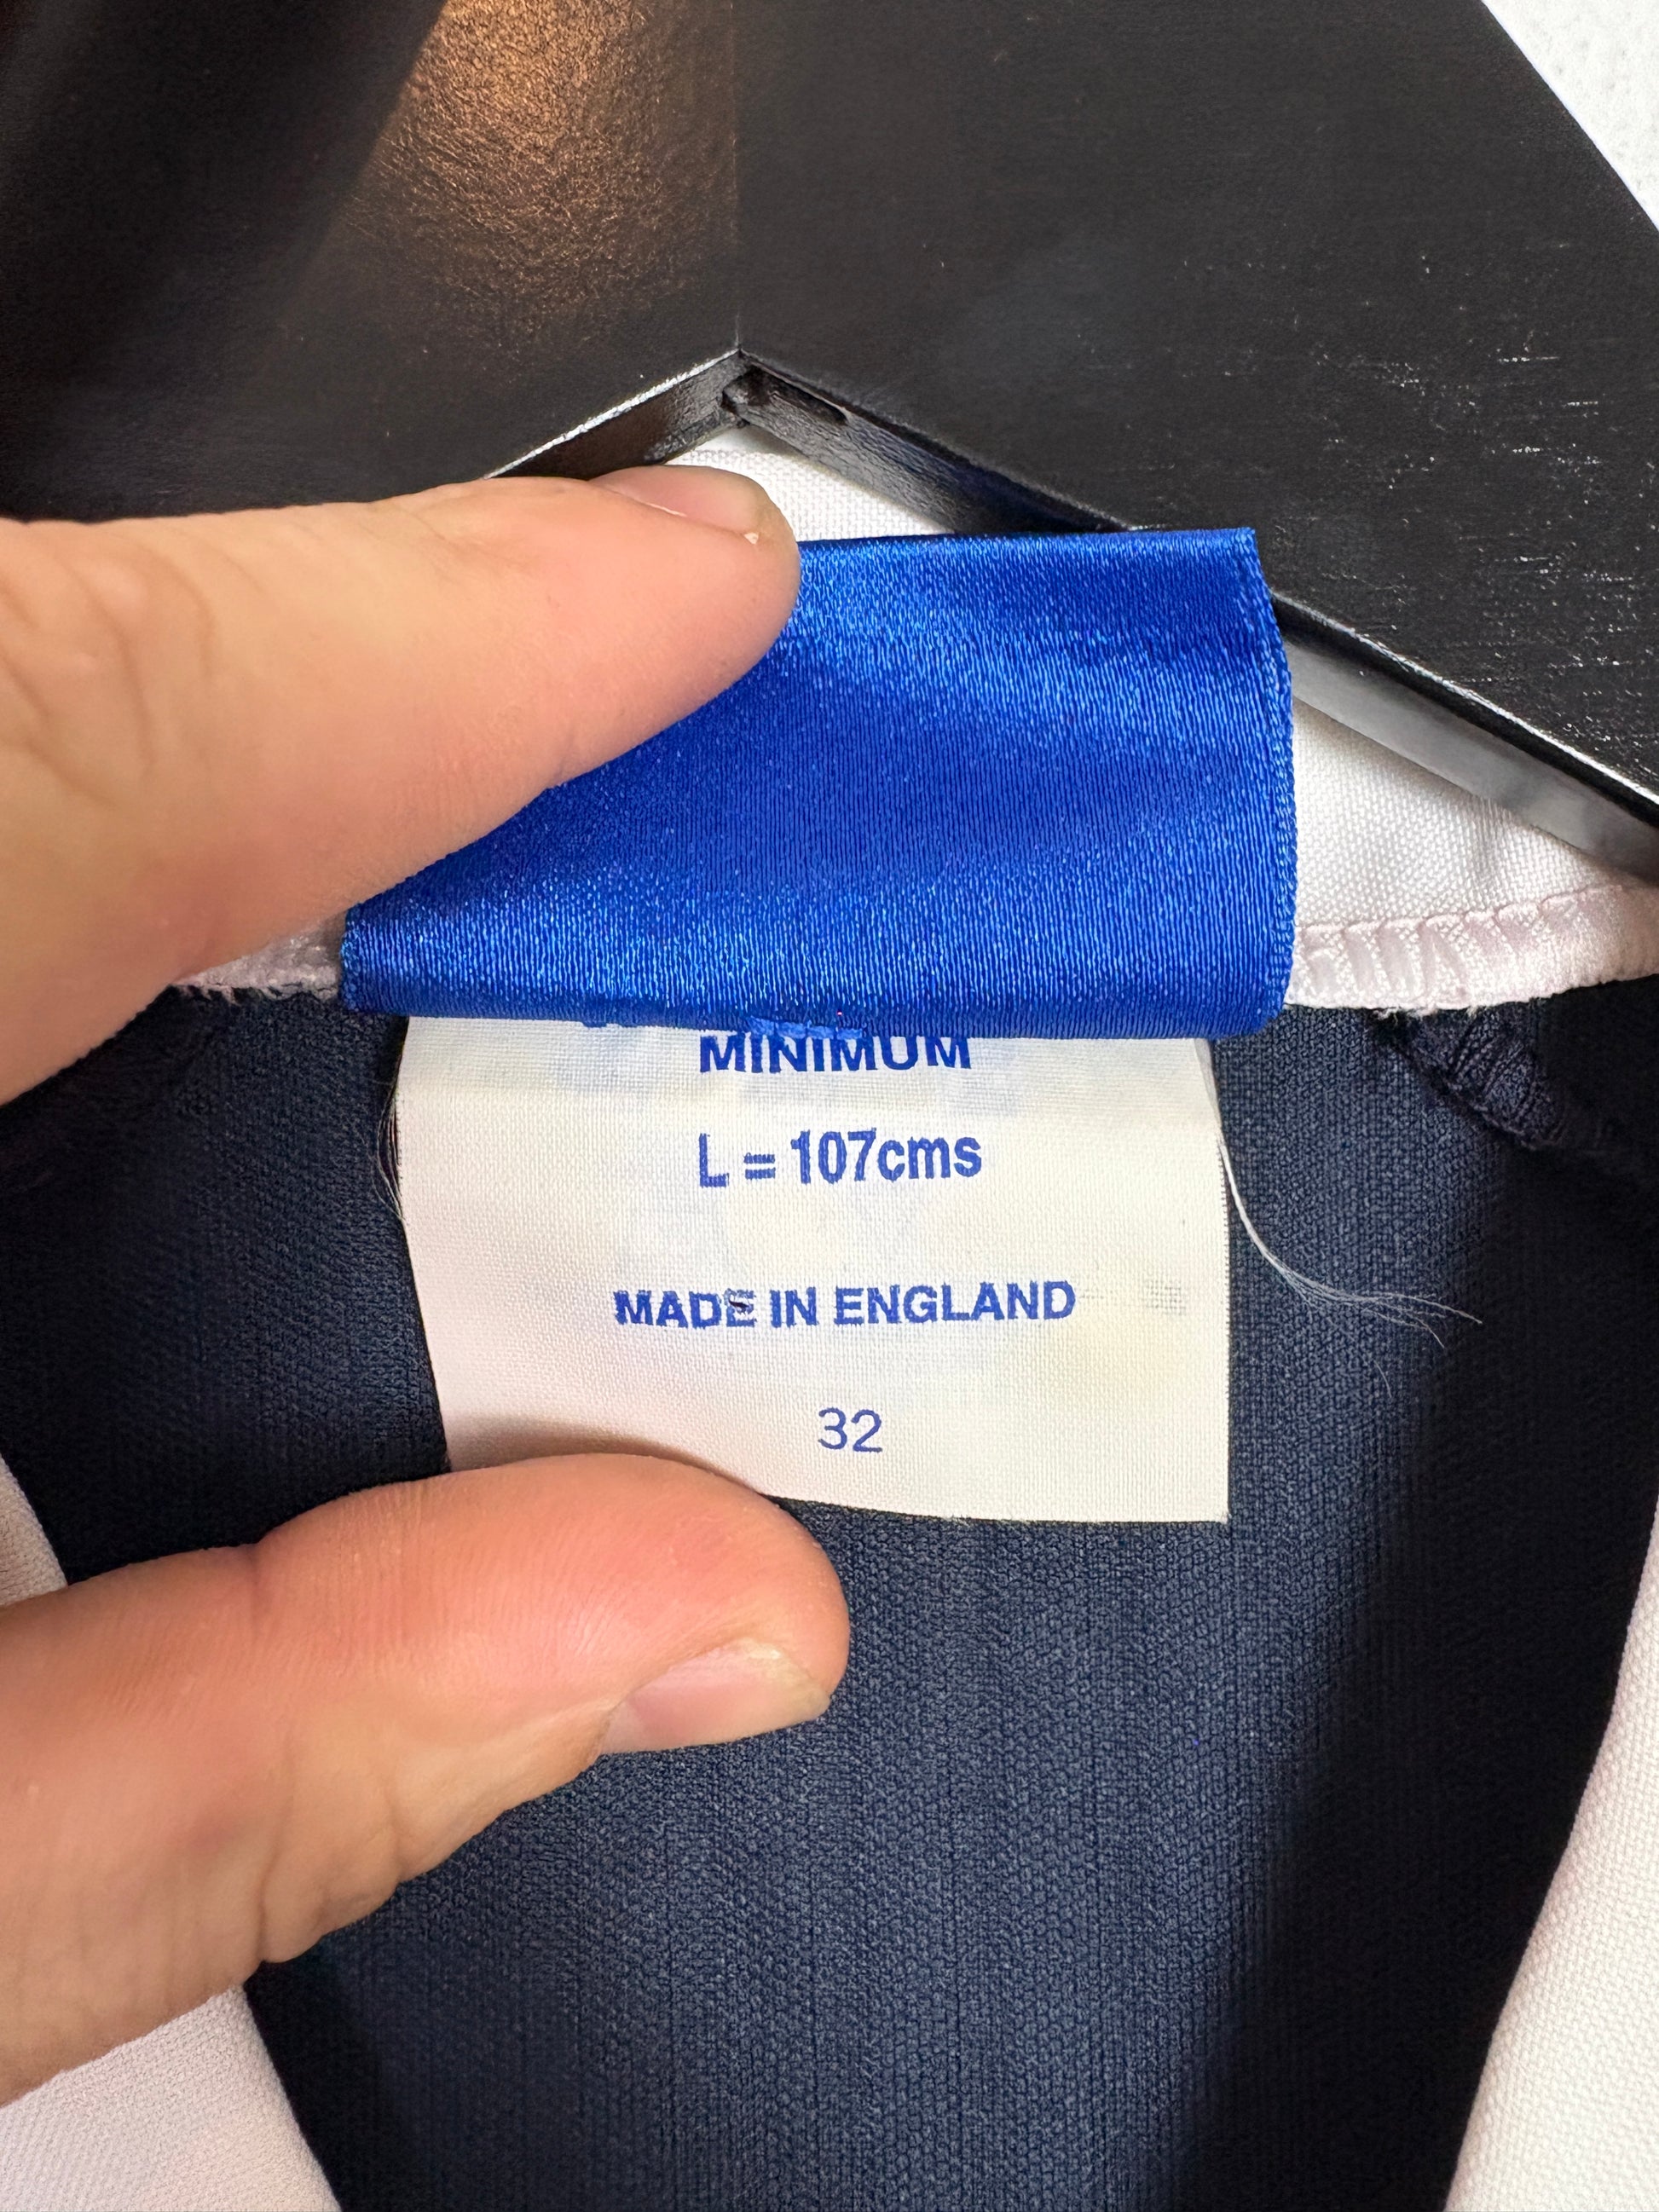 MINIMUM
L = 107cms
MADE IN ENGLAND
32